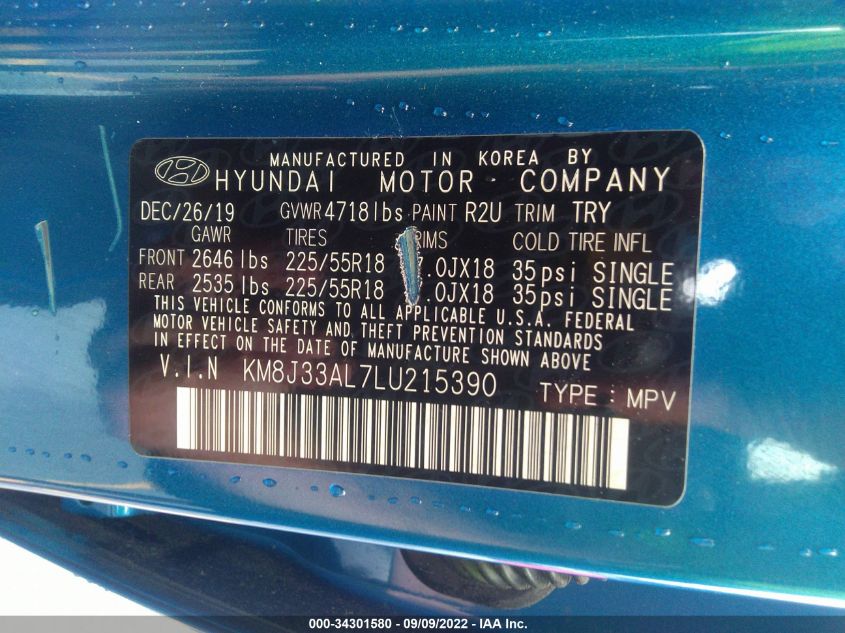 MANUFACTURED IN KOREA BY
HYUNDAI MOTOR COMPANY
DEC/26/19 GVWR 4718 lbs PAINT R2U TRIM TRY
GAWR TIRES RIMS COLD TIRE INFL
FRONT 2646 lbs 225/55R18 .0JX18 35psi SINGLE
REAR 2535 lbs 225/55R18 .0JX18 35psi SINGLE
THIS VEHICLE CONFORMS TO ALL APPLICABLE U.S.A. FEDERAL
MOTOR VEHICLE SAFETY AND THEFT PREVENTION STANDARDS
IN EFFECT ON THE DATE OF MANUFACTURE SHOWN ABOVE
V.I.N KM8J33AL7LU215390 TYPE : MPV
000-34301580 - 09/09/2022 - IAA Inc.